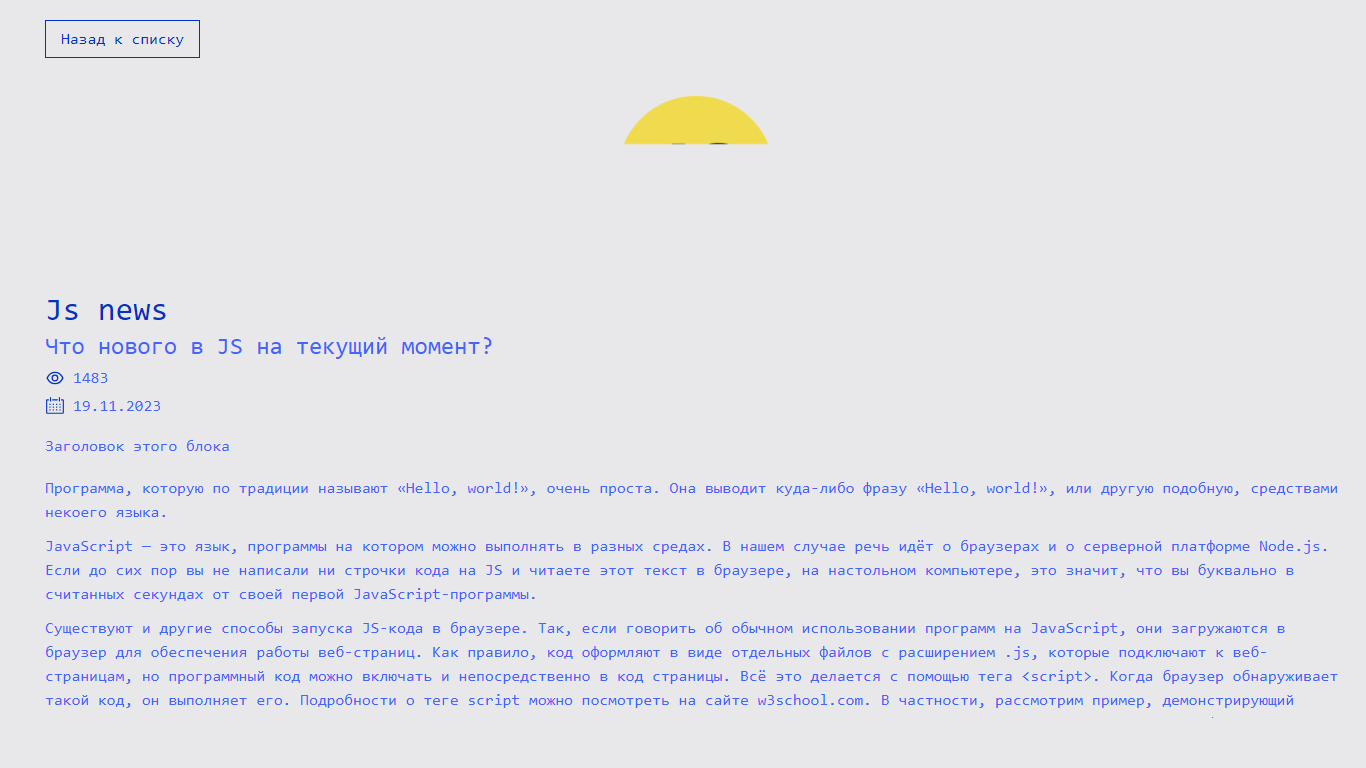 Назад к списку
Js news
Что нового в JS на текущий момент?
1483
19.11.2023
Заголовок этого блока
Программа, которую по традиции называют «Hello, world!», очень проста. Она выводит куда-либо фразу «Hello, world!», или другую подобную, средствами
некоего языка.
JavaScript — это язык, программы на котором можно выполнять в разных средах. В нашем случае речь идёт о браузерах и о серверной платформе Node.js.
Если до сих пор вы не написали ни строчки кода на JS и читаете этот текст в браузере, на настольном компьютере, это значит, что вы буквально в
считанных секундах от своей первой JavaScript-программы.
Существуют и другие способы запуска JS-кода в браузере. Так, если говорить об обычном использовании программ на JavaScript, они загружаются в
браузер для обеспечения работы веб-страниц. Как правило, код оформляют в виде отдельных файлов с расширением .js, которые подключают к веб-
страницам, но программный код можно включать и непосредственно в код страницы. Всё это делается с помощью тега <script>. Когда браузер обнаруживает
такой код, он выполняет его. Подробности о теге script можно посмотреть на сайте w3school.com. В частности, рассмотрим пример, демонстрирующий